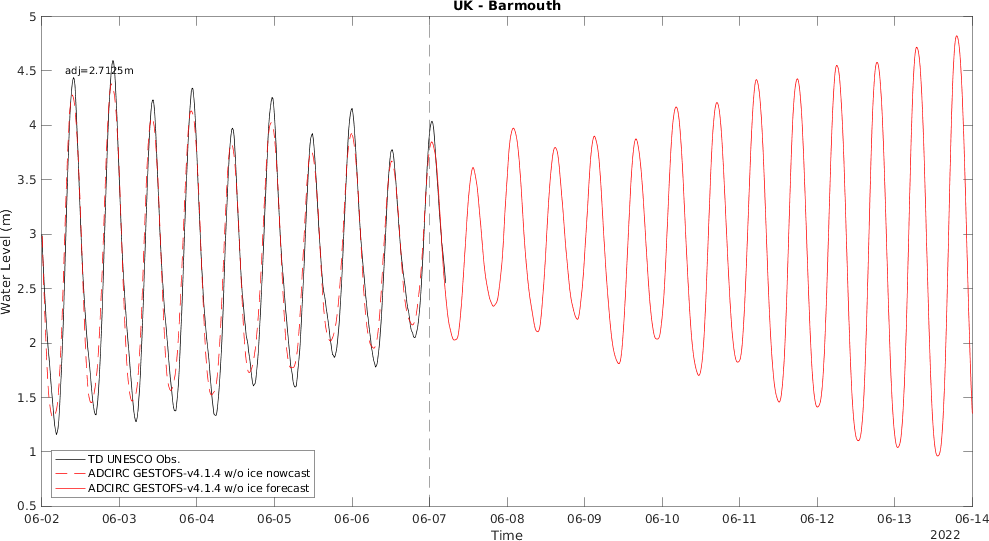 UK - Barmouth
5
4.5
4
3.5
3
2.5
2
1.5
1
0.5
Water Level (m)
adj=2.7125m
TD UNESCO Obs.
ADCIRC GESTOFS-v4.1.4 w/o ice nowcast
ADCIRC GESTOFS-v4.1.4 w/o ice forecast
06-02 06-03 06-04 06-05 06-06 06-07 06-08 06-09 06-10 06-11 06-12 06-13 06-14
Time
2022